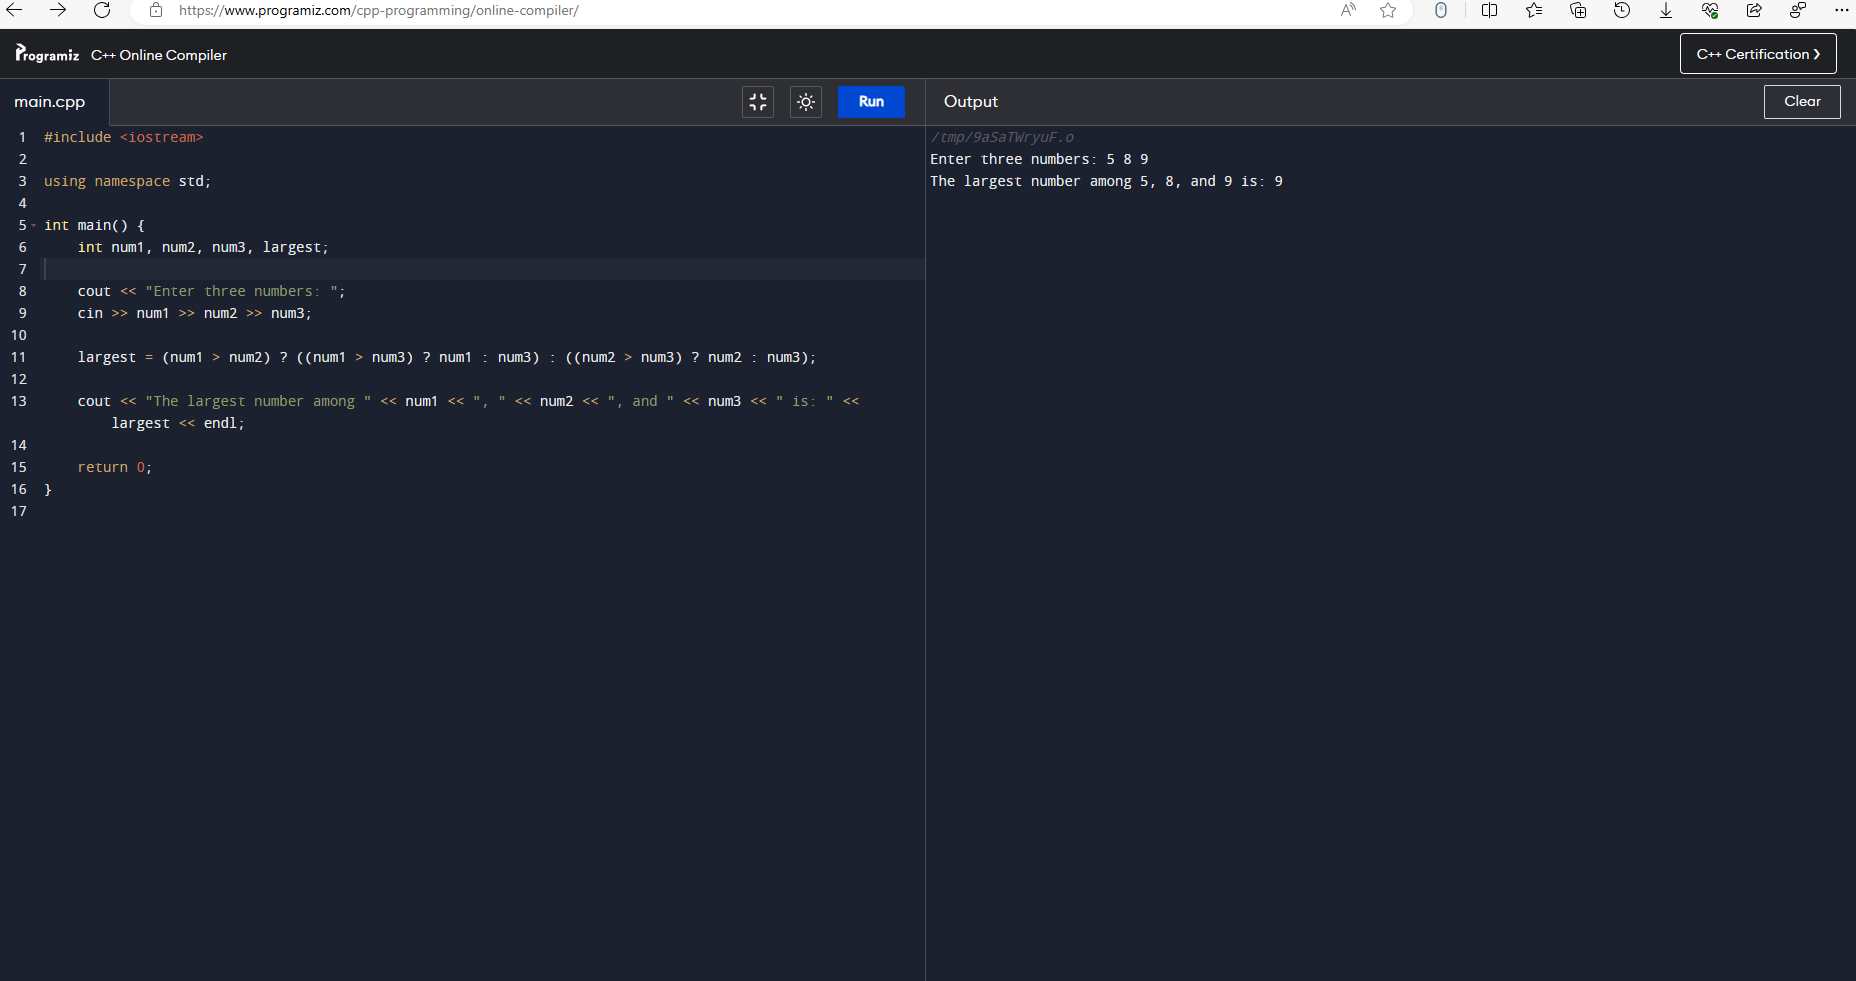 https://www.programiz.com/cpp-programming/online-compiler/
Programiz C++ Online Compiler
C++ Certification
main.cpp
Run
1 #include <iostream>
2
3 using namespace std;
4
5 int main() {
6     int num1, num2, num3, largest;
7
8     cout << "Enter three numbers: ";
9     cin >> num1 >> num2 >> num3;
10
11     largest = (num1 > num2) ? ((num1 > num3) ? num1 : num3) : ((num2 > num3) ? num2 : num3);
12
13     cout << "The largest number among " << num1 << ", " << num2 << ", and " << num3 << " is: " <<
        largest << endl;
14
15     return 0;
16 }
17
Output
Clear
/tmp/9aSaTWryuF.o
Enter three numbers: 5 8 9
The largest number among 5, 8, and 9 is: 9